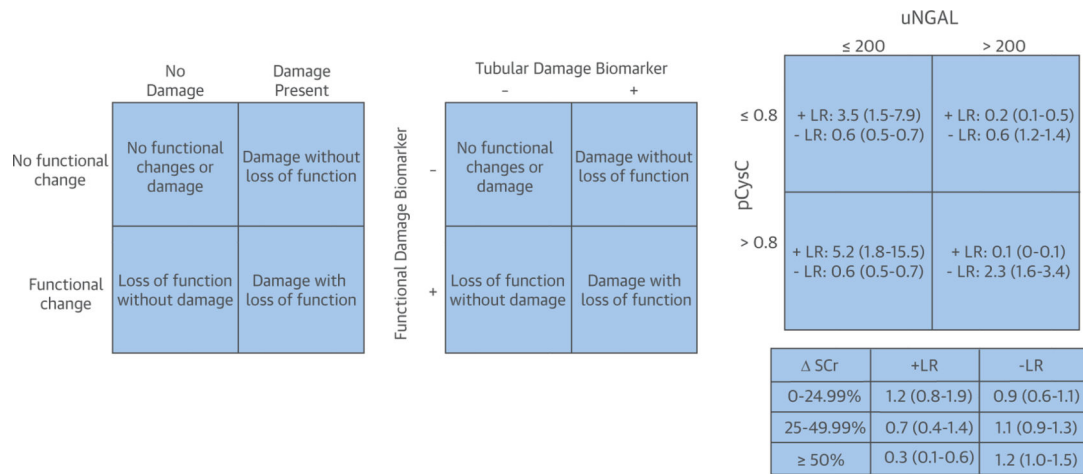 No
Damage
Damage
Present
No functional
change
No functional
changes or
damage
Damage without
loss of function
Functional
change
Loss of function
without damage
Damage with
loss of function
Tubular Damage Biomarker
–
+
Functional Damage Biomarker
–
No functional
changes or
damage
Damage without
loss of function
+
Loss of function
without damage
Damage with
loss of function
uNGAL
≤ 200
> 200
pCysC
≤ 0.8
+ LR: 3.5 (1.5-7.9)
- LR: 0.6 (0.5-0.7)
+ LR: 0.2 (0.1-0.5)
- LR: 0.6 (1.2-1.4)
> 0.8
+ LR: 5.2 (1.8-15.5)
- LR: 0.6 (0.5-0.7)
+ LR: 0.1 (0-0.1)
- LR: 2.3 (1.6-3.4)
Δ SCr +LR -LR
0-24.99% 1.2 (0.8-1.9) 0.9 (0.6-1.1)
25-49.99% 0.7 (0.4-1.4) 1.1 (0.9-1.3)
≥ 50% 0.3 (0.1-0.6) 1.2 (1.0-1.5)